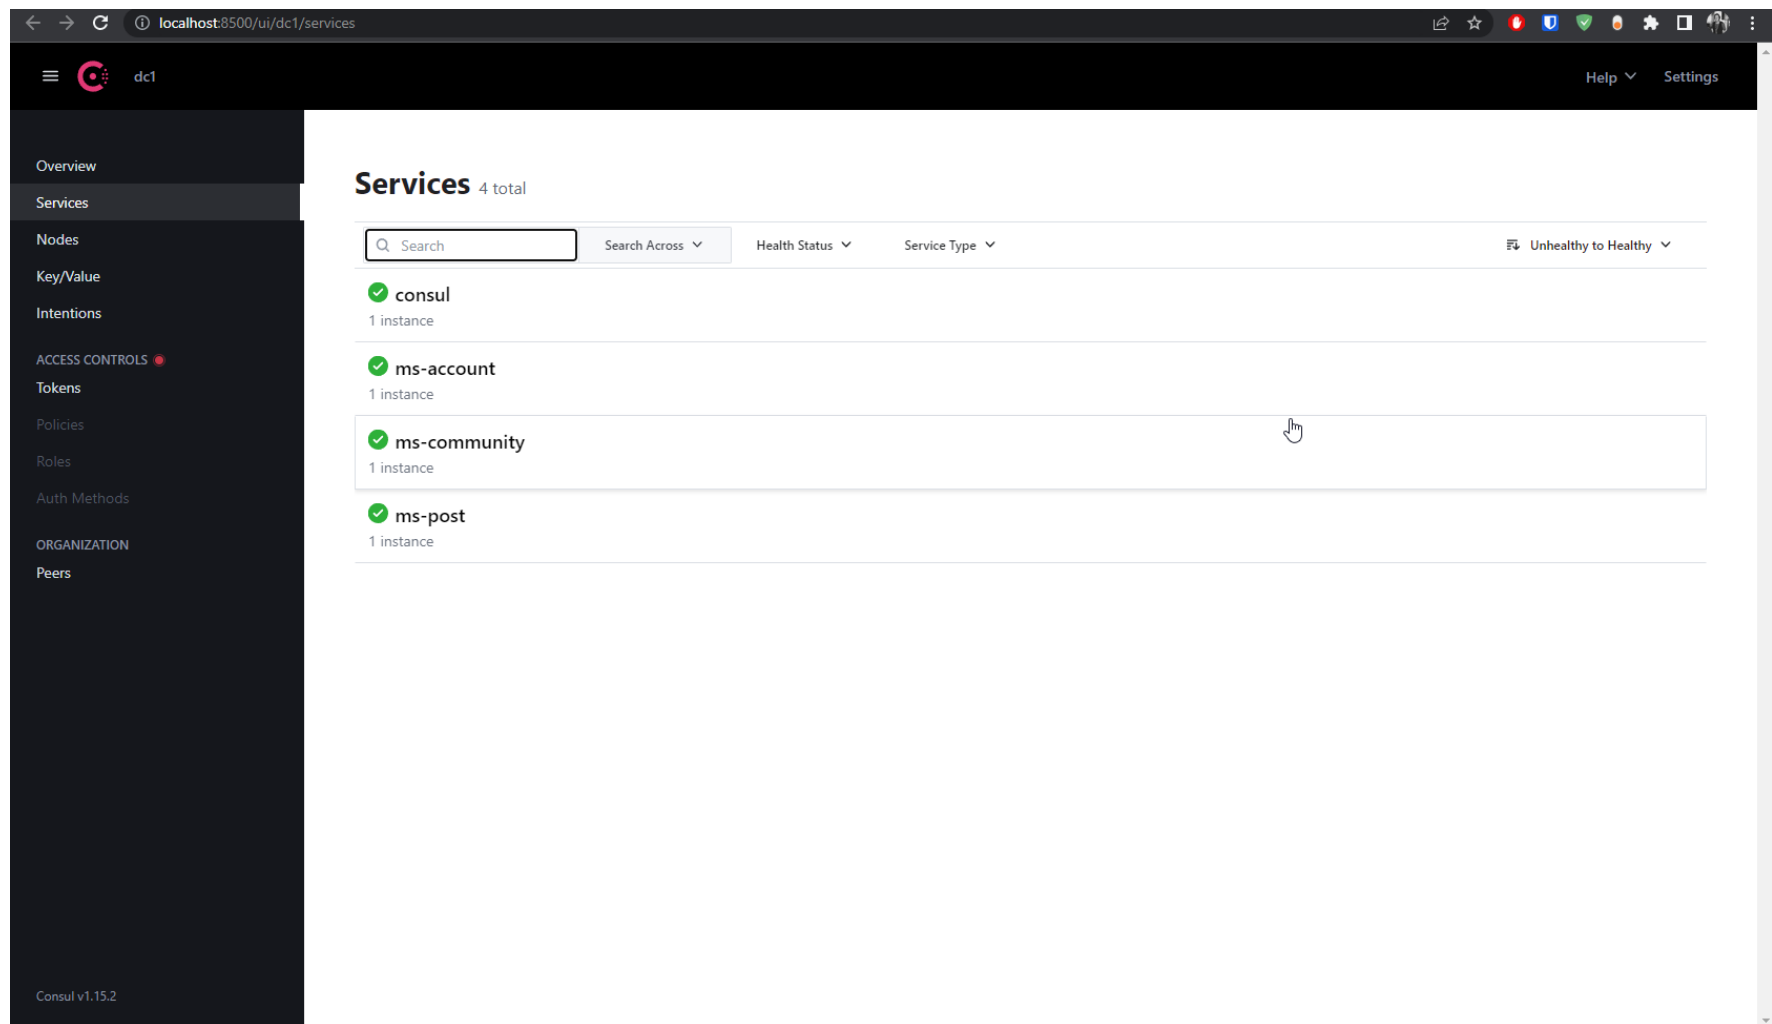 localhost:8500/ui/dc1/services
dc1
Help
Settings
Overview
Services
Nodes
Key/Value
Intentions
ACCESS CONTROLS
Tokens
Policies
Roles
Auth Methods
ORGANIZATION
Peers
Consul v1.15.2
Services 4 total
Search
Search Across
Health Status
Service Type
Unhealthy to Healthy
consul
1 instance
ms-account
1 instance
ms-community
1 instance
ms-post
1 instance